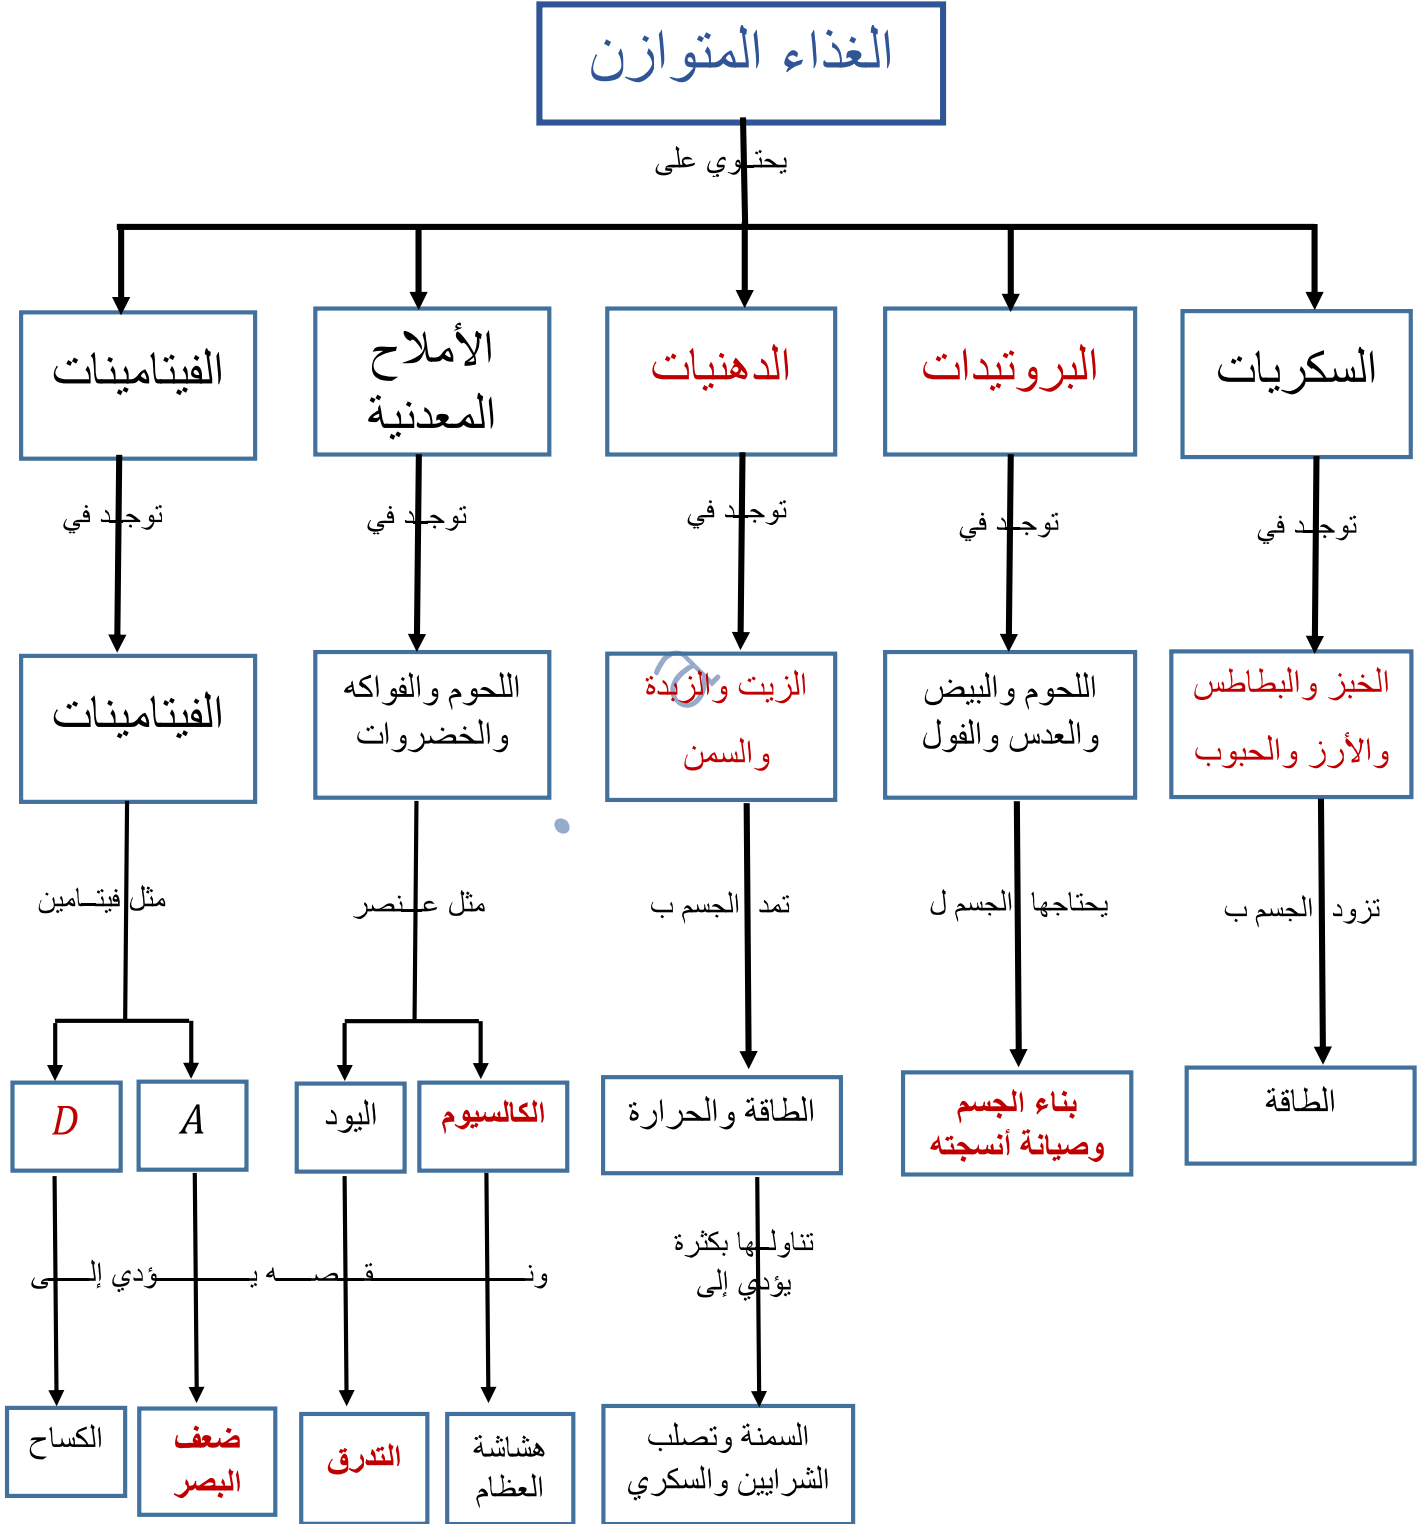 الغذاء المتوازن
يحتوي على
السكريات
البروتيدات
الدهنيات
الأملاح
المعدنية
الفيتامينات
توجد في
توجد في
توجد في
توجد في
توجد في
الخبز والبطاطس
والأرز والحبوب
اللحوم والبيض
والعدس والفول
الزيت والزبدة
والسمن
اللحوم والفواكه
والخضروات
الفيتامينات
تزود الجسم ب
يحتاجها الجسم ل
تمد الجسم ب
مثل عنصر
مثل فيتامين
الطاقة
بناء الجسم
وصيانة أنسجته
الطاقة والحرارة
الكالسيوم
اليود
A
D
تناولها بكثرة
يؤدي إلى
ونقصه يؤدي إلى
السمنة وتصلب
الشرايين والسكري
هشاشة
العظام
التدرق
ضعف
البصر
الكساح